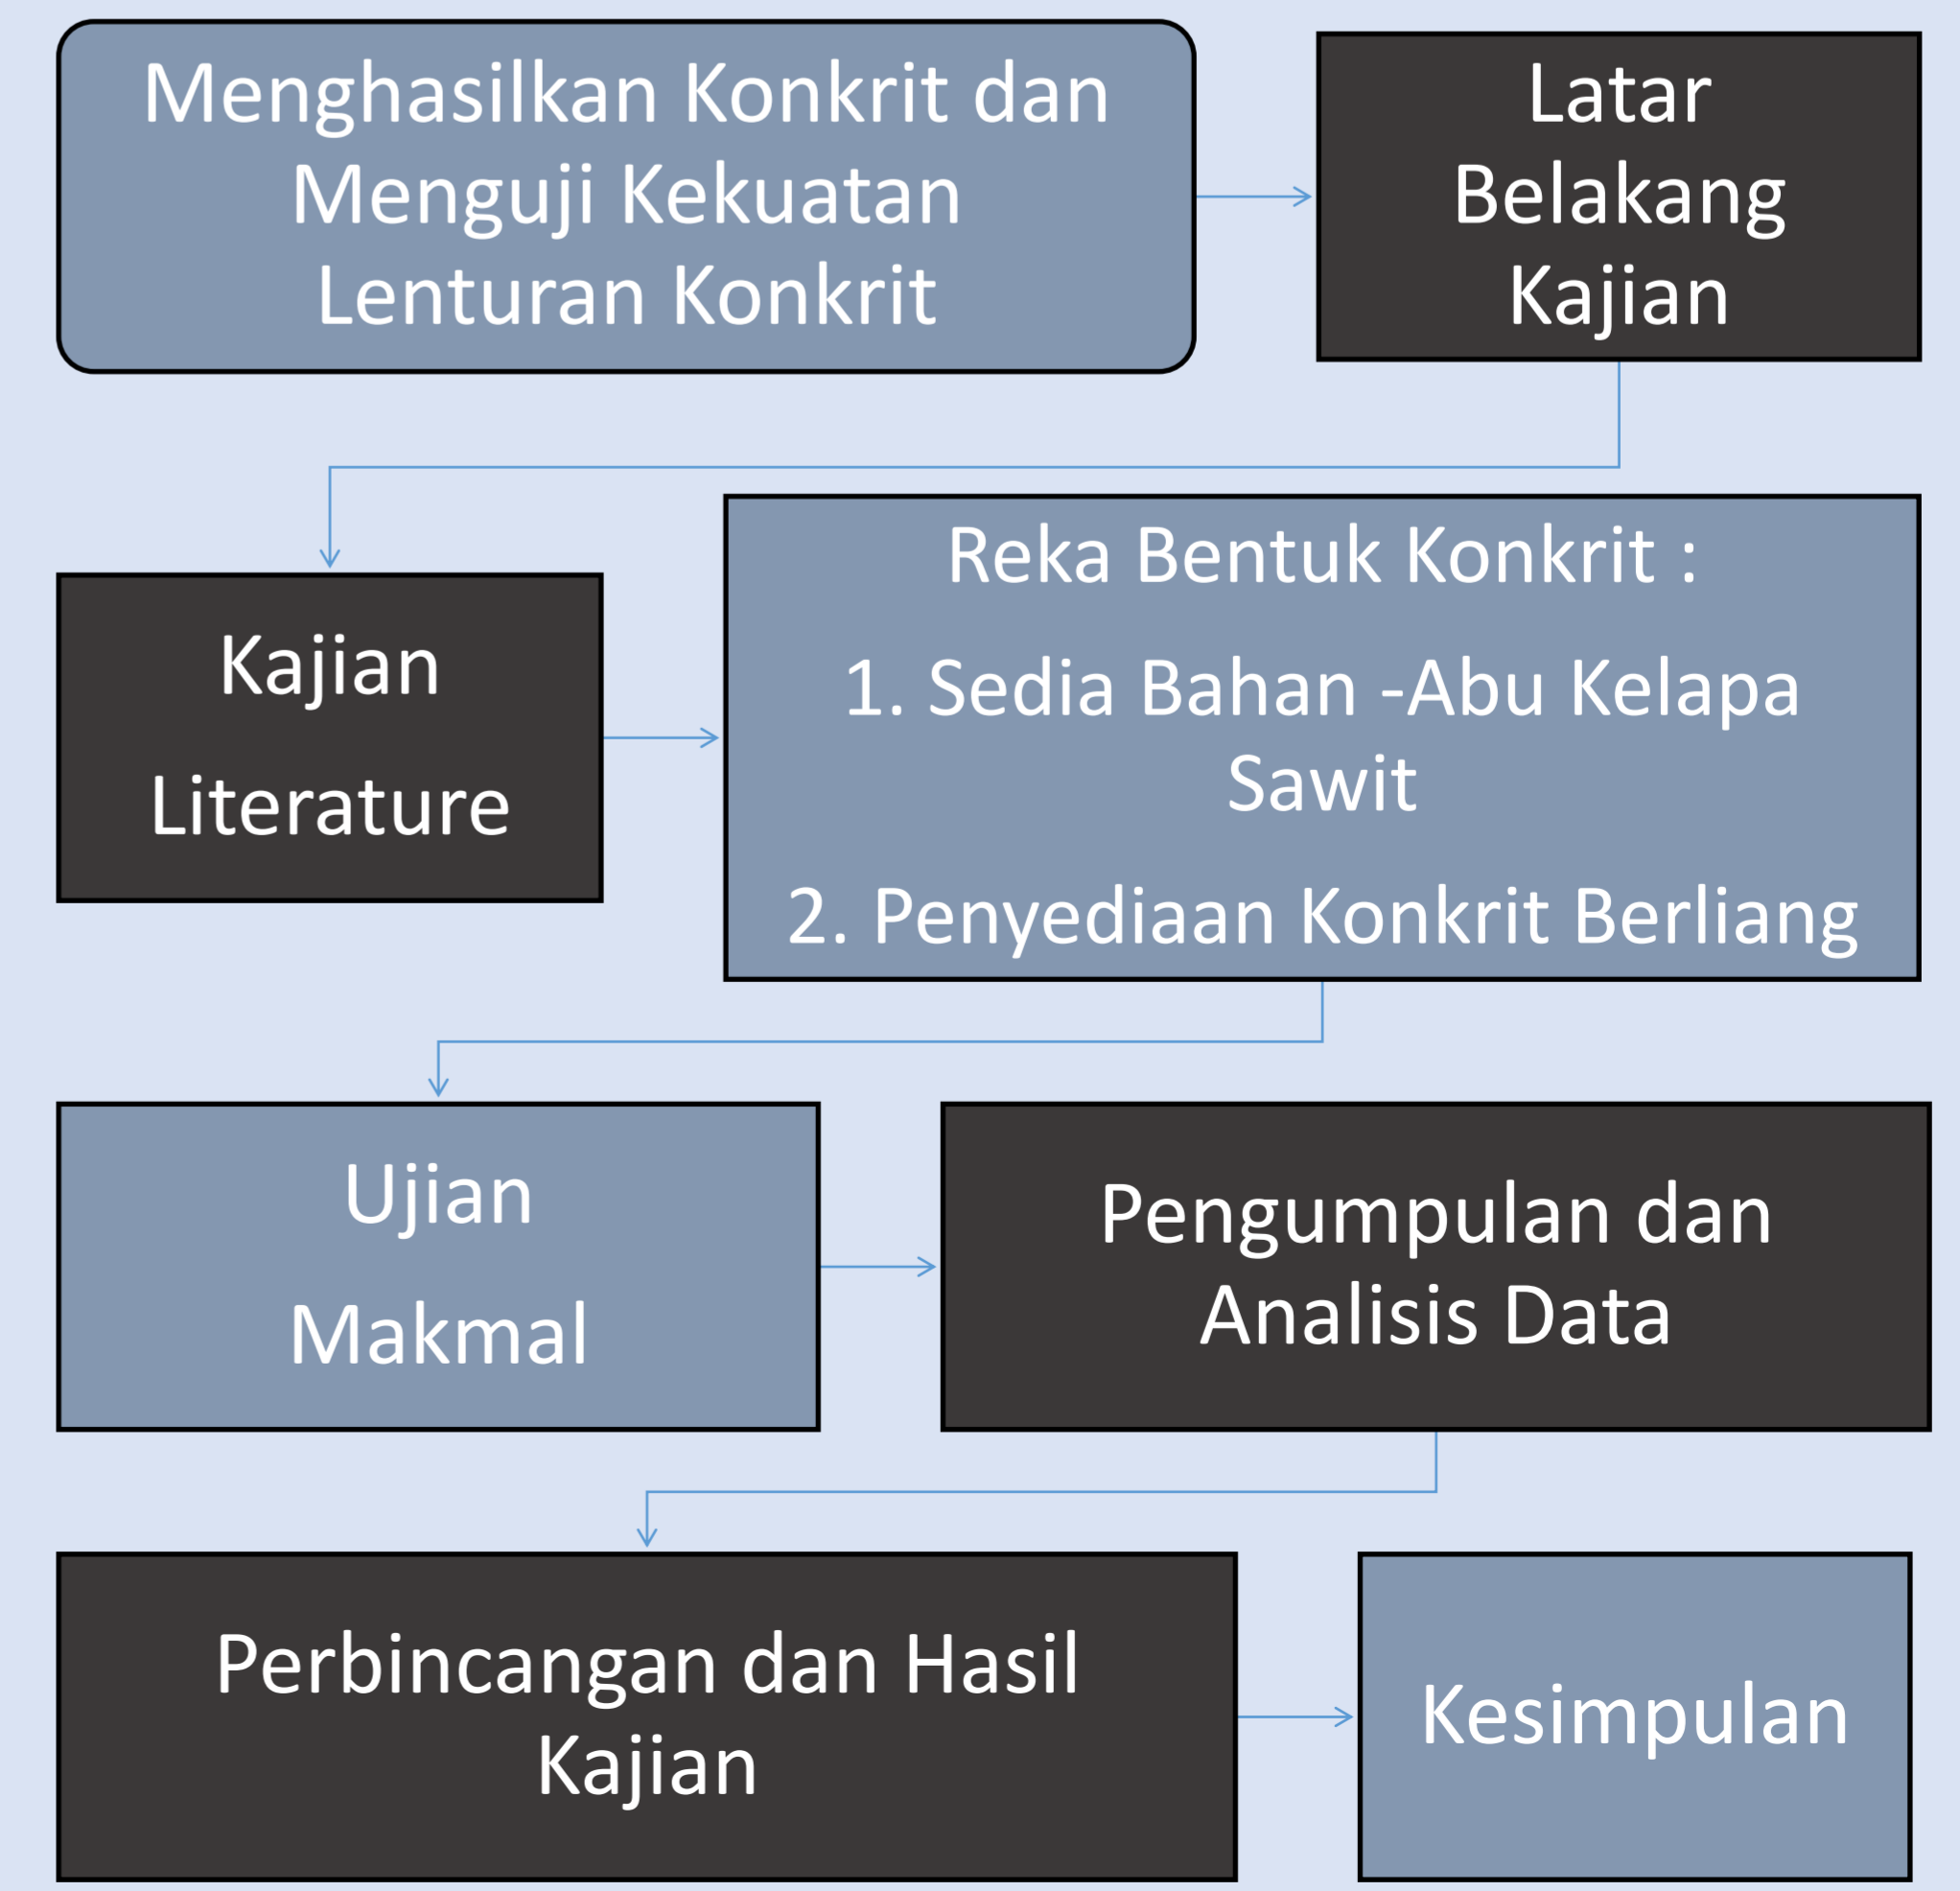 Menghasilkan Konkrit dan
Menguji Kekuatan
Lenturan Konkrit
Latar
Belakang
Kajian
Kajian
Literature
Reka Bentuk Konkrit :
1. Sedia Bahan -Abu Kelapa
Sawit
2. Penyediaan Konkrit Berliang
Ujian
Makmal
Pengumpulan dan
Analisis Data
Perbincangan dan Hasil
Kajian
Kesimpulan